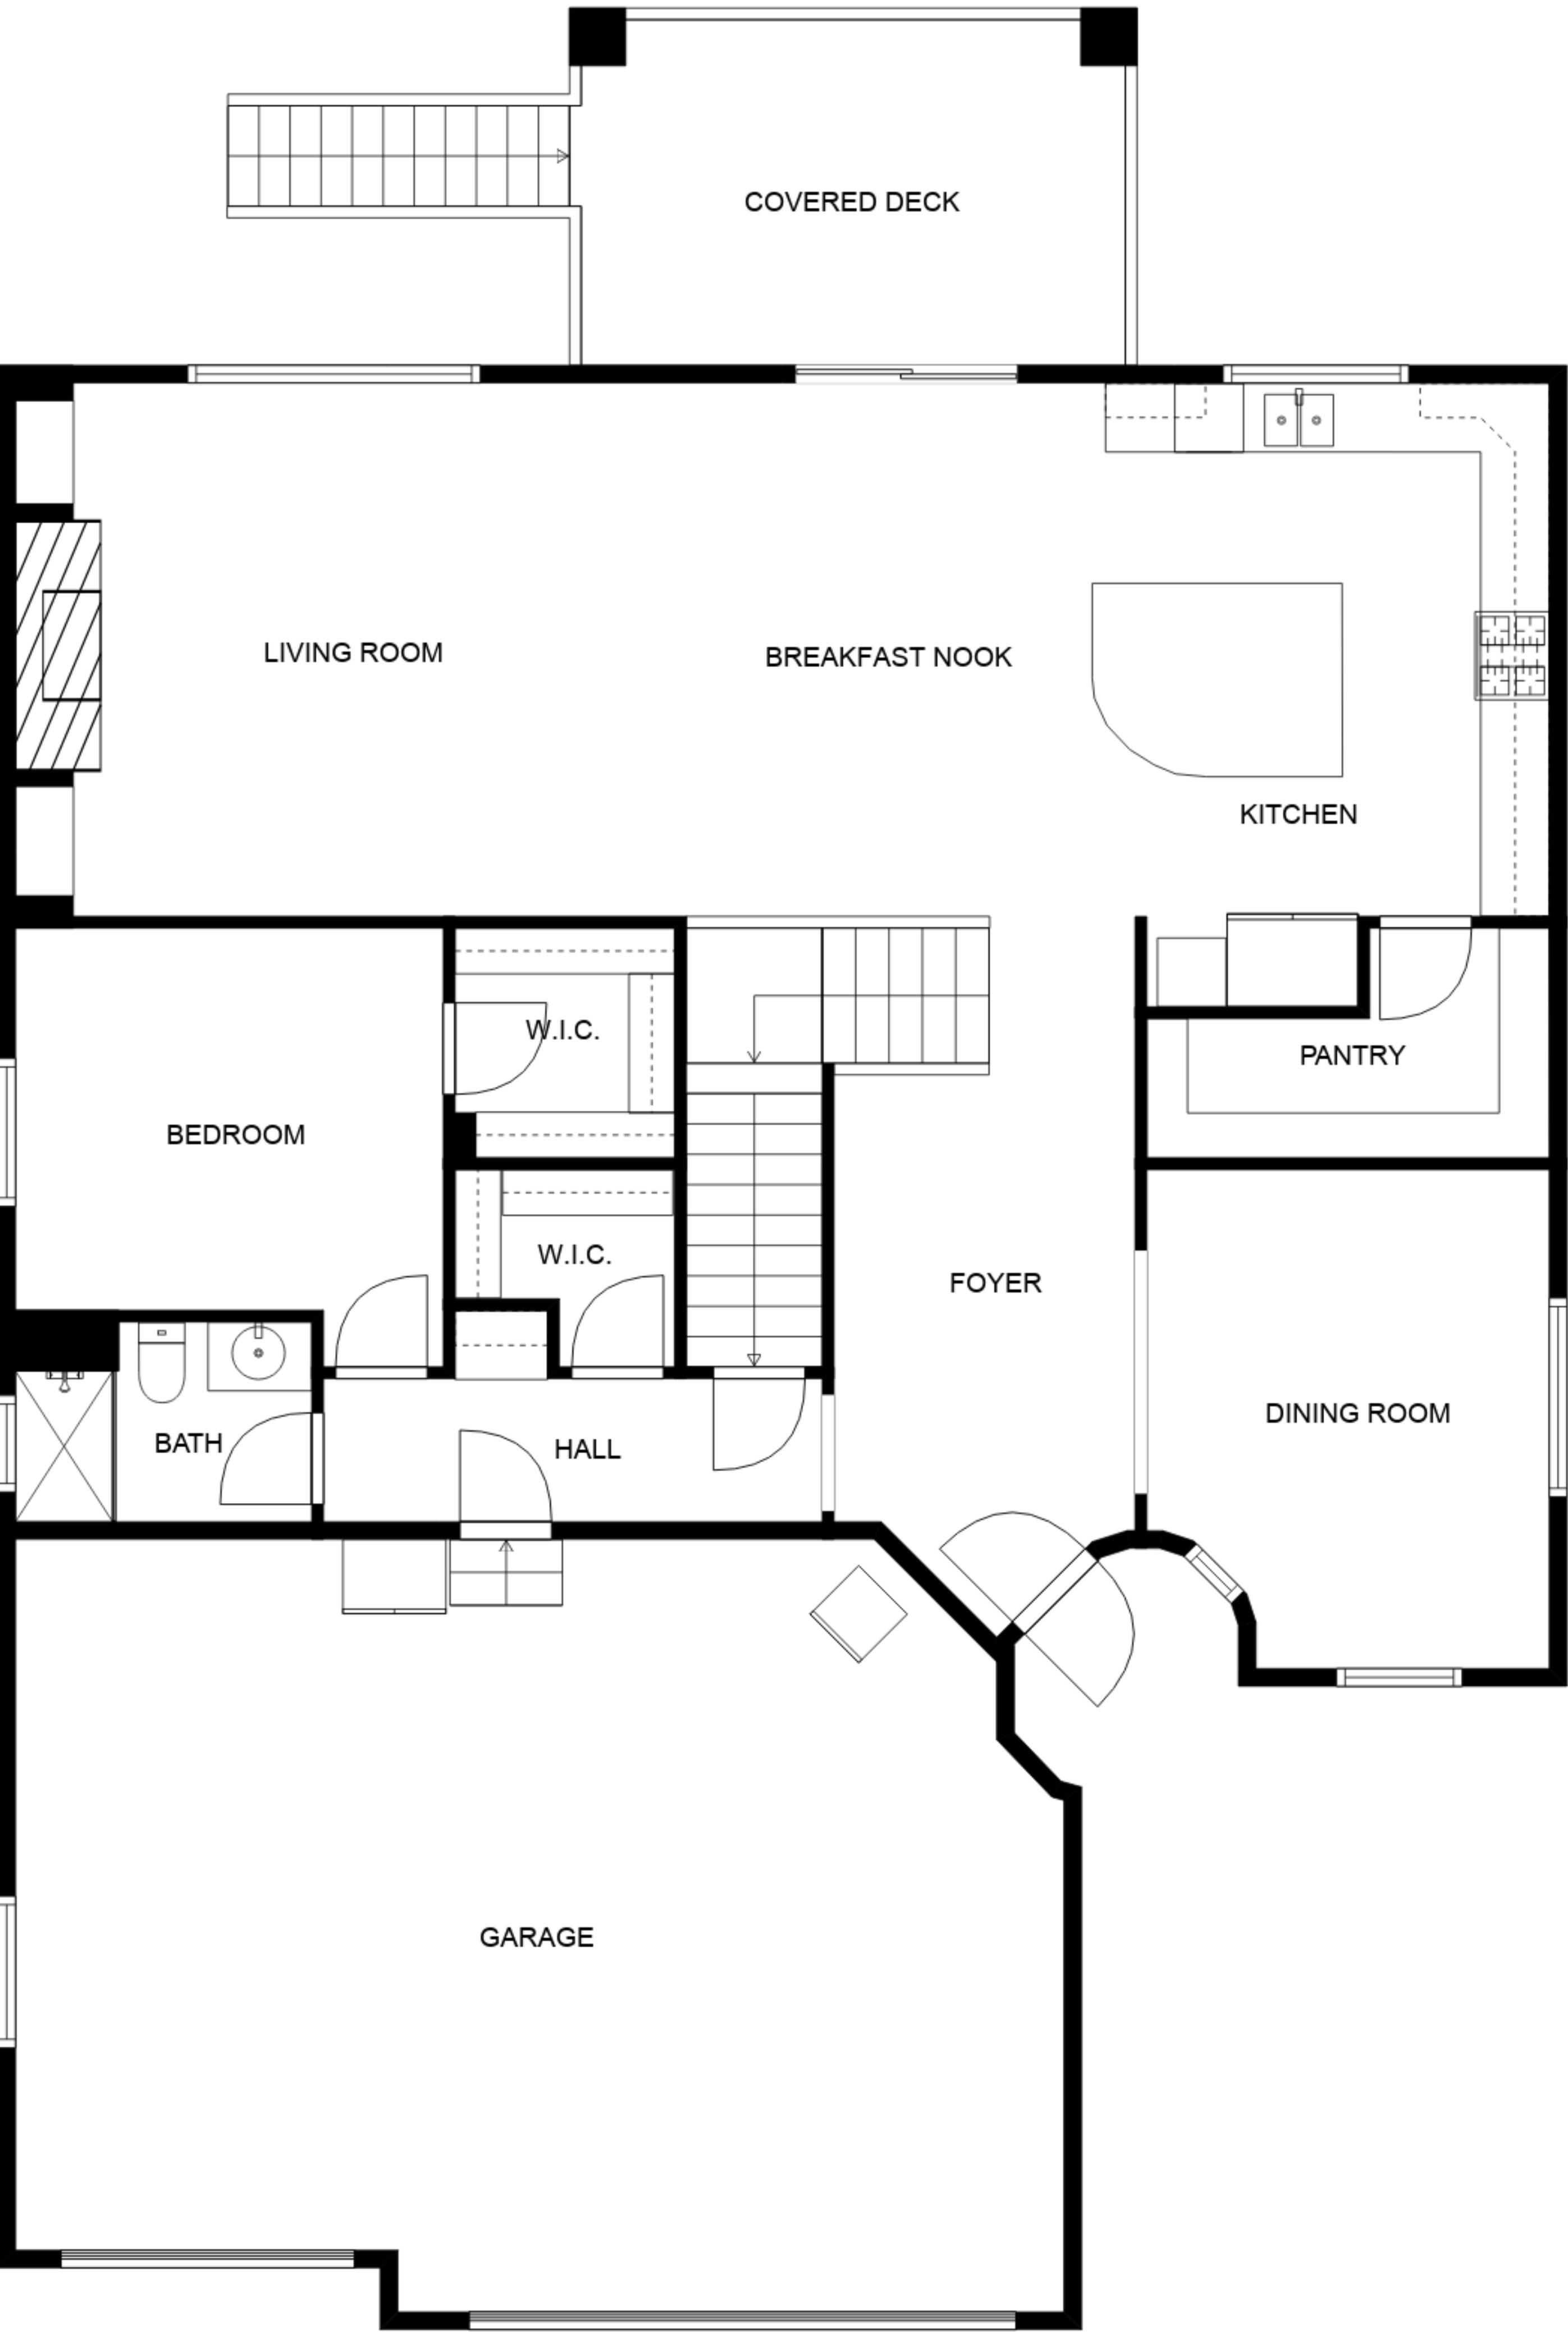 COVERED DECK
LIVING ROOM
BREAKFAST NOOK
KITCHEN
W.I.C.
PANTRY
BEDROOM
W.I.C.
FOYER
DINING ROOM
BATH
HALL
GARAGE